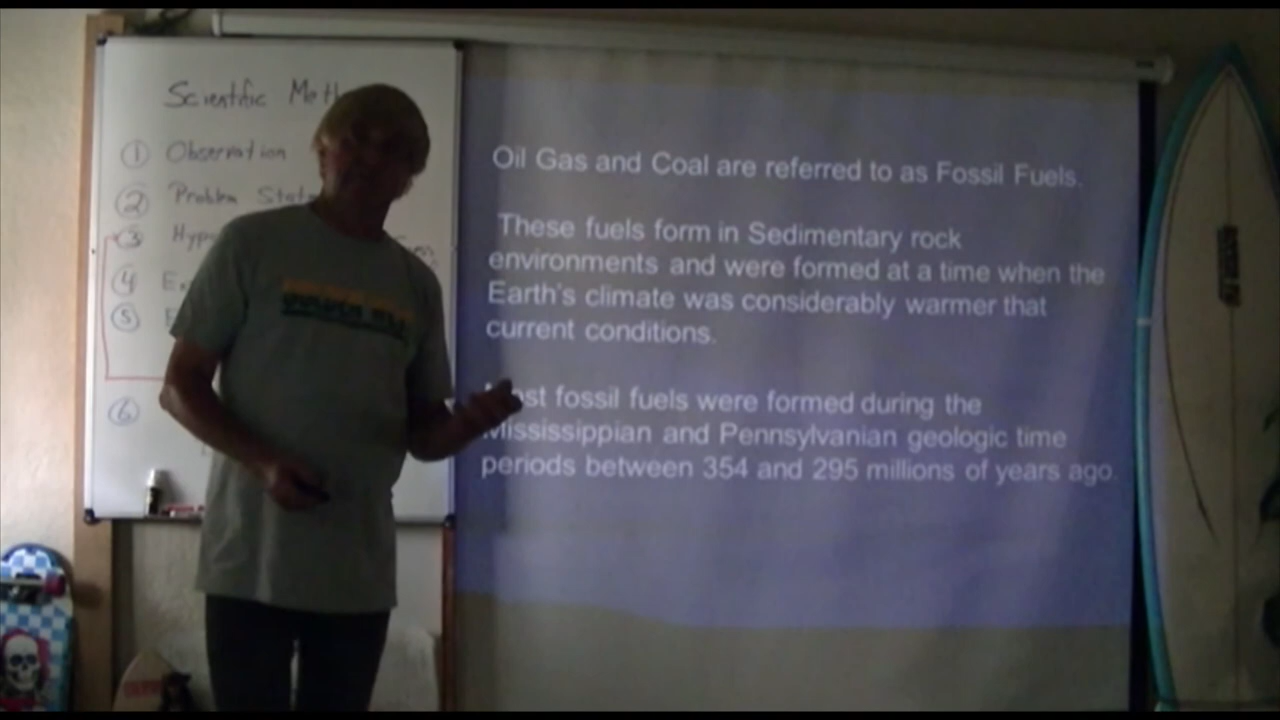 Scientific
① Observation
② Problem
③
④
⑤
⑥
Oil Gas and Coal are referred to as Fossil Fuels.
These fuels form in Sedimentary rock
environments and were formed at a time when the
Earth's climate was considerably warmer that
current conditions.
fossil fuels were formed during the
Mississippian and Pennsylvanian geologic time
periods between 354 and 295 millions of years ago.